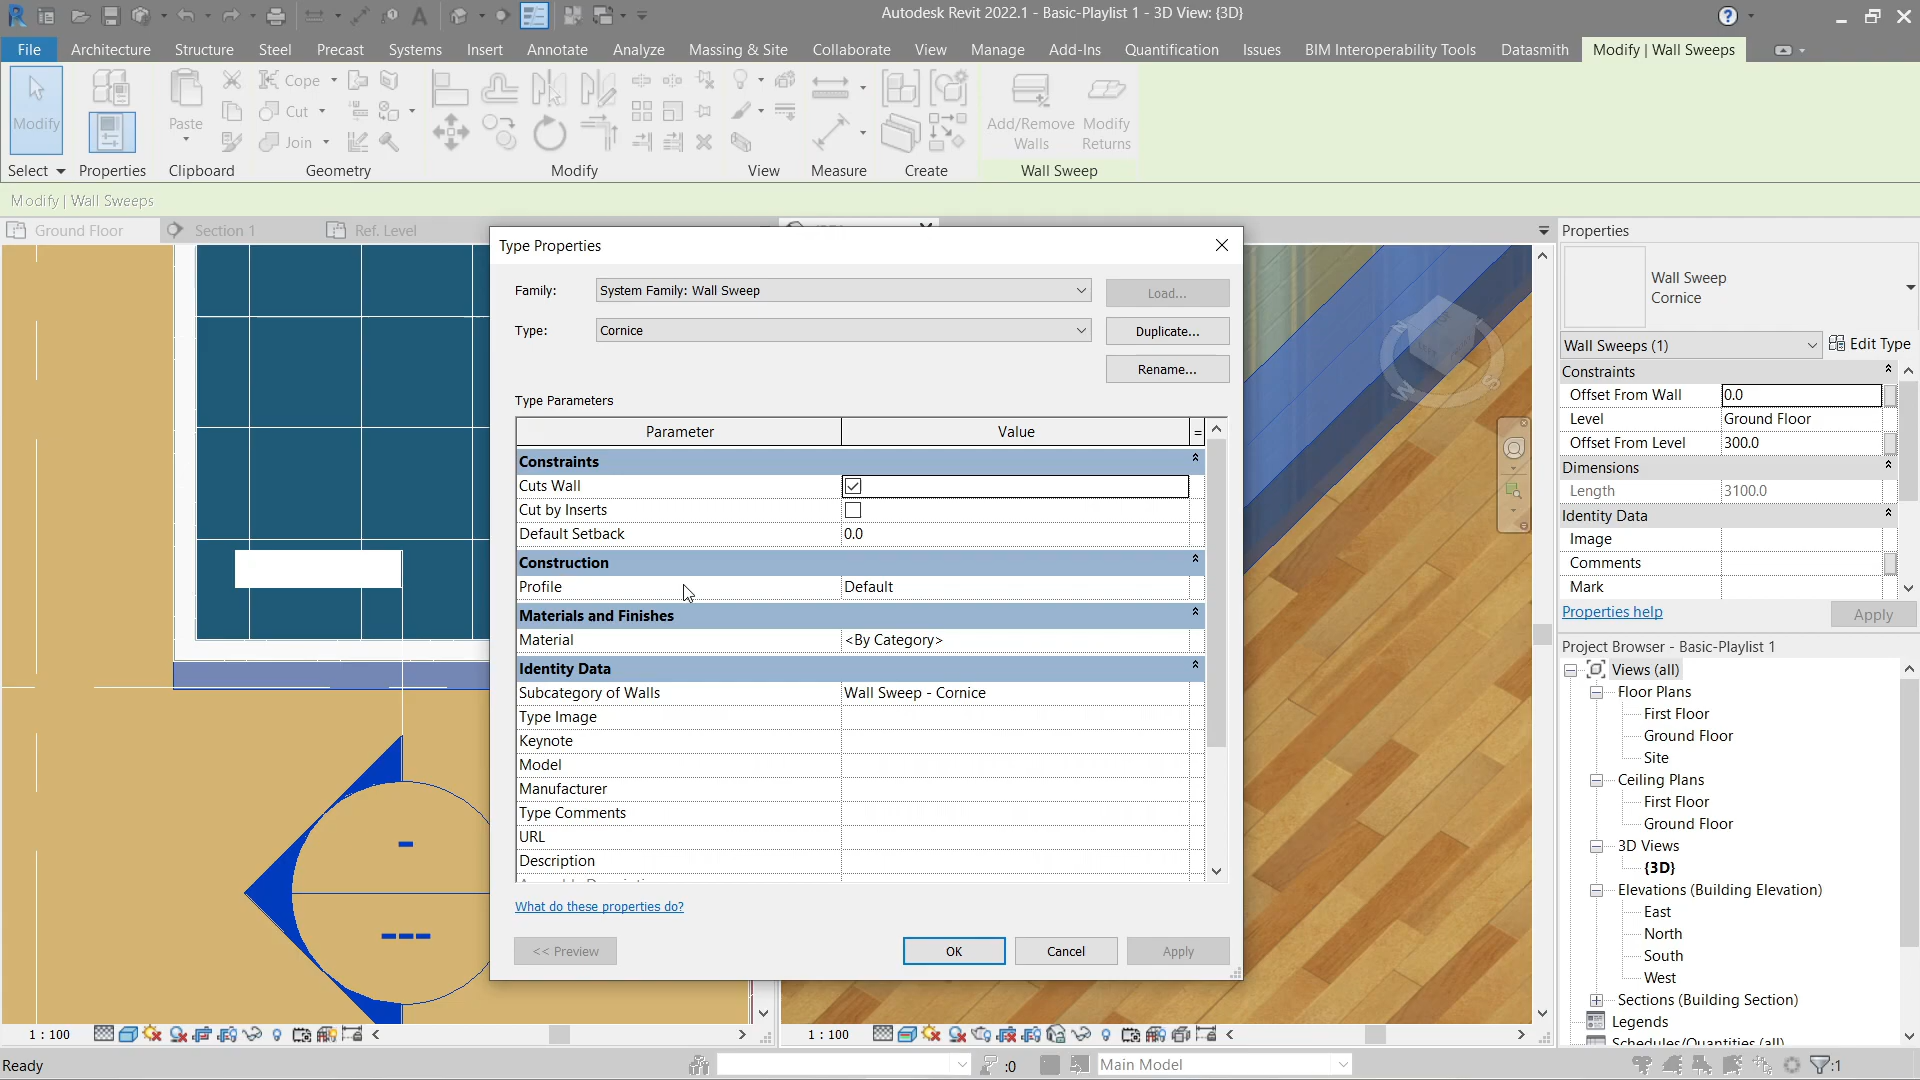 Autodesk Revit 2022.1 - Basic-Playlist 1 - 3D View: {3D}
File Architecture Structure Steel Precast Systems Insert Annotate Analyze Massing & Site Collaborate View Manage Add-Ins Quantification Issues BIM Interoperability Tools Datasmith Modify | Wall Sweeps
Modify Paste Cope Cut Join Add/Remove Walls Modify Returns
Select Properties Clipboard Geometry Modify View Measure Create Wall Sweep
Modify | Wall Sweeps
Ground Floor Section 1 Ref. Level
Type Properties
Family: System Family: Wall Sweep Load...
Type: Cornice Duplicate...
Rename...
Type Parameters
Parameter Value =
Constraints
Cuts Wall
Cut by Inserts
Default Setback 0.0
Construction
Profile Default
Materials and Finishes
Material <By Category>
Identity Data
Subcategory of Walls Wall Sweep - Cornice
Type Image
Keynote
Model
Manufacturer
Type Comments
URL
Description
What do these properties do?
<< Preview OK Cancel Apply
Properties
Wall Sweep
Cornice
Wall Sweeps (1) Edit Type
Constraints
Offset From Wall 0.0
Level Ground Floor
Offset From Level 300.0
Dimensions
Length 3100.0
Identity Data
Image
Comments
Mark
Properties help Apply
Project Browser - Basic-Playlist 1
Views (all)
Floor Plans
First Floor
Ground Floor
Site
Ceiling Plans
First Floor
Ground Floor
3D Views
{3D}
Elevations (Building Elevation)
East
North
South
West
Sections (Building Section)
Legends
Schedules/Quantities (all)
1 : 100
1 : 100
Ready :0 Main Model :1